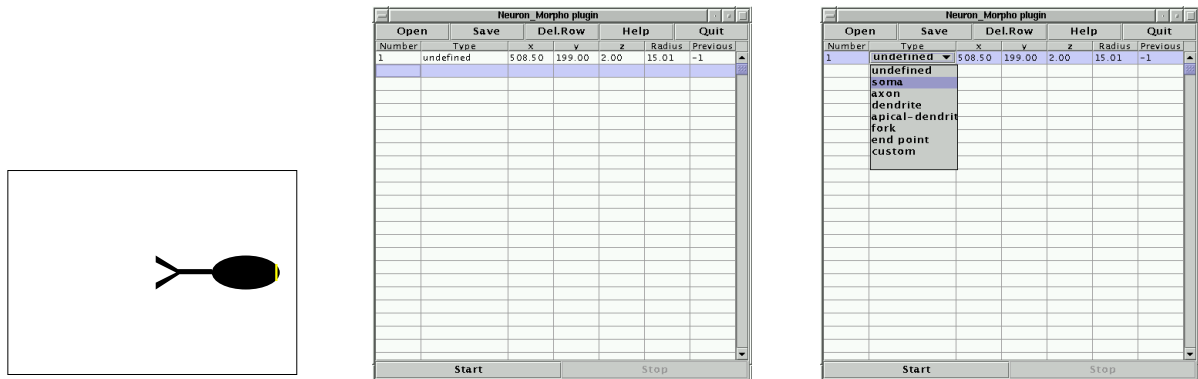 Neuron_Morpho plugin
Open Save Del.Row Help Quit
Number Type x y z Radius Previous
1 undefined 508.50 199.00 2.00 15.01 -1
Start Stop
Neuron_Morpho plugin
Open Save Del.Row Help Quit
Number Type x y z Radius Previous
1 undefined 508.50 199.00 2.00 15.01 -1
undefined
soma
axon
dendrite
apical-dendrit
fork
end point
custom
Start Stop